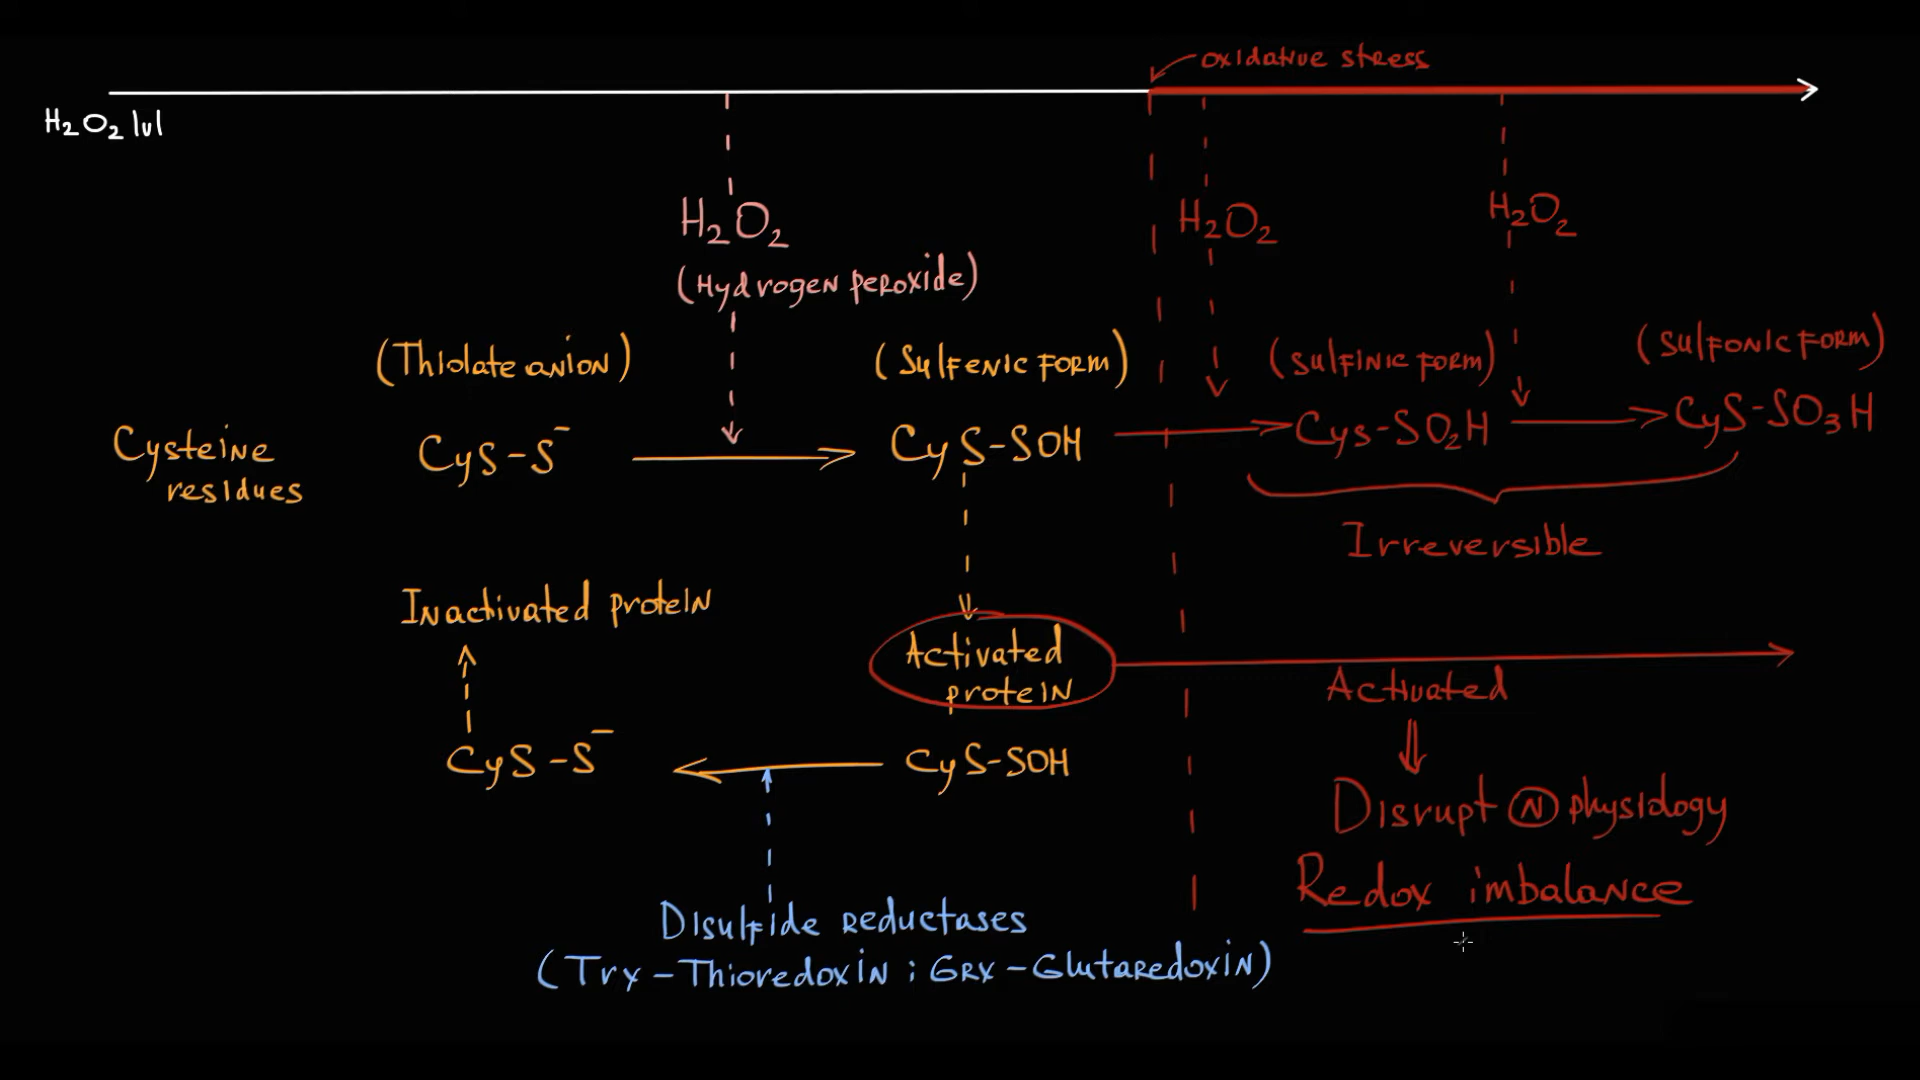 oxidative stress
H₂O₂ lvl
H₂O₂
H₂O₂
H₂O₂
(Hydrogen peroxide)
(Thiolate anion)
(Sulfenic form)
(Sulfinic form)
(Sulfonic form)
Cysteine
residues
CyS-S⁻
CyS-SOH
Cys-SO₂H
CyS-SO₃H
Irreversible
Inactivated protein
Activated
protein
Activated
CyS-S⁻
CyS-SOH
Disrupt Ⓝ physiology
Redox imbalance
Disulfide reductases
(Trx-Thioredoxin; GRX-Glutaredoxin)